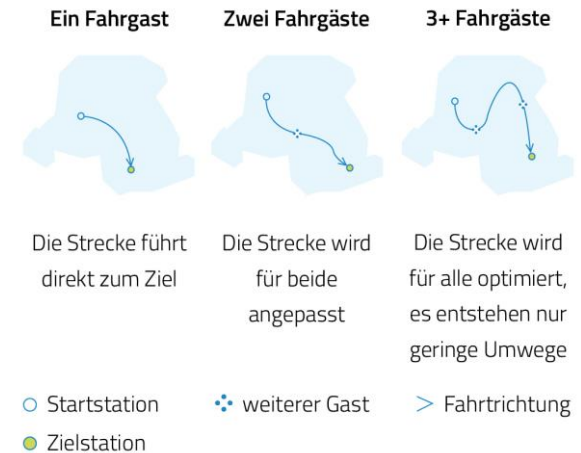 Ein Fahrgast
Zwei Fahrgäste
3+ Fahrgäste
Die Strecke führt
direkt zum Ziel
Die Strecke wird
für beide
angepasst
Die Strecke wird
für alle optimiert,
es entstehen nur
geringe Umwege
Startstation
weiterer Gast
Fahrtrichtung
Zielstation